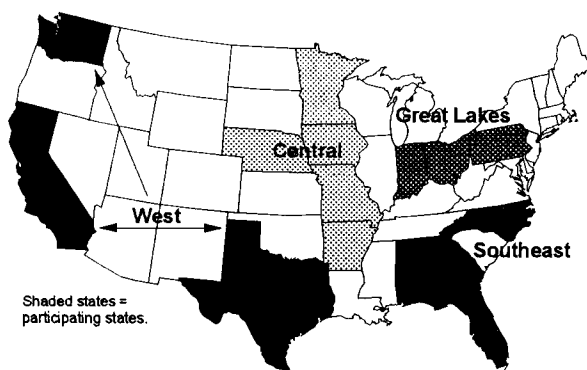 Great Lakes
Central
West
Southeast
Shaded states =
participating states.